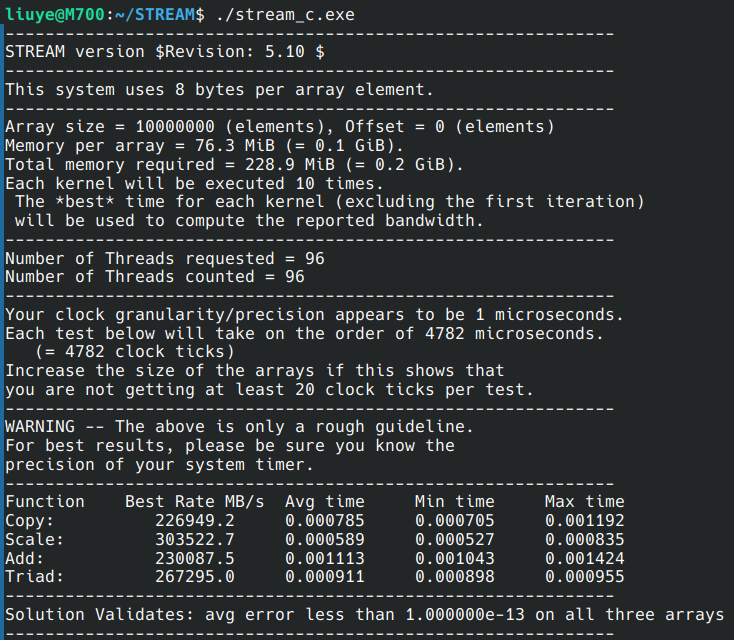 liuye@M700:~/STREAM$ ./stream_c.exe
-------------------------------------------------------------
STREAM version $Revision: 5.10 $
-------------------------------------------------------------
This system uses 8 bytes per array element.
-------------------------------------------------------------
Array size = 10000000 (elements), Offset = 0 (elements)
Memory per array = 76.3 MiB (= 0.1 GiB).
Total memory required = 228.9 MiB (= 0.2 GiB).
Each kernel will be executed 10 times.
 The *best* time for each kernel (excluding the first iteration)
 will be used to compute the reported bandwidth.
-------------------------------------------------------------
Number of Threads requested = 96
Number of Threads counted = 96
-------------------------------------------------------------
Your clock granularity/precision appears to be 1 microseconds.
Each test below will take on the order of 4782 microseconds.
   (= 4782 clock ticks)
Increase the size of the arrays if this shows that
you are not getting at least 20 clock ticks per test.
-------------------------------------------------------------
WARNING -- The above is only a rough guideline.
For best results, please be sure you know the
precision of your system timer.
-------------------------------------------------------------
Function    Best Rate MB/s  Avg time     Min time     Max time
Copy:          226949.2     0.000785     0.000705     0.001192
Scale:         303522.7     0.000589     0.000527     0.000835
Add:           230087.5     0.001113     0.001043     0.001424
Triad:         267295.0     0.000911     0.000898     0.000955
-------------------------------------------------------------
Solution Validates: avg error less than 1.000000e-13 on all three arrays
-------------------------------------------------------------